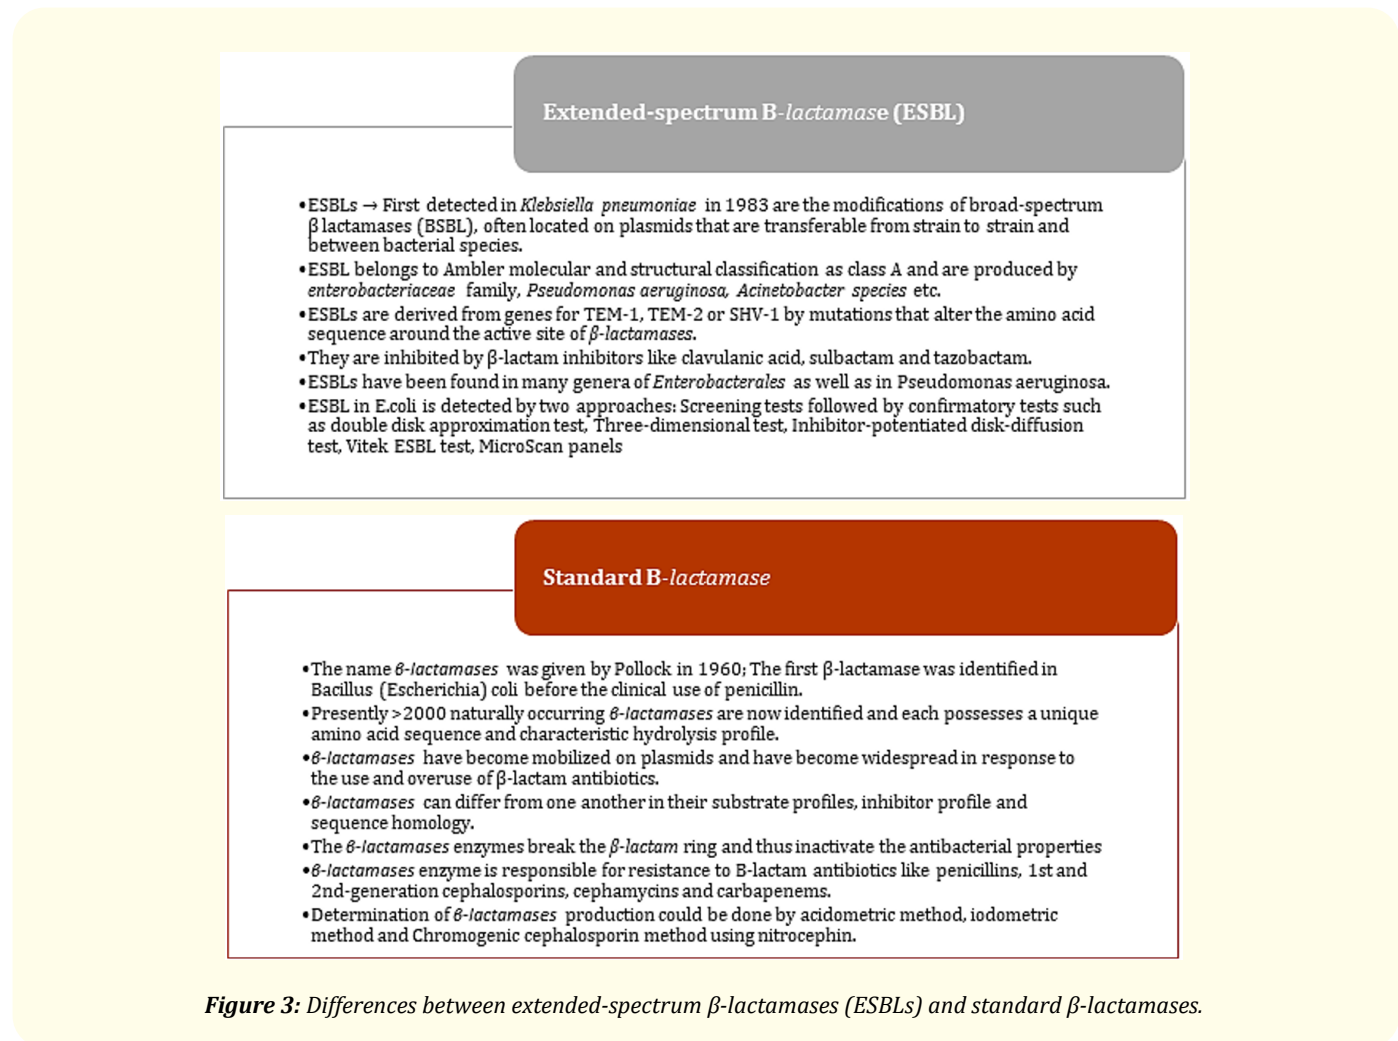 Extended-spectrum B-lactamase (ESBL)
•ESBLs → First detected in Klebsiella pneumoniae in 1983 are the modifications of broad-spectrum
β lactamases (BSBL), often located on plasmids that are transferable from strain to strain and
between bacterial species.
•ESBL belongs to Ambler molecular and structural classification as class A and are produced by
enterobacteriaceae family, Pseudomonas aeruginosa, Acinetobacter species etc.
•ESBLs are derived from genes for TEM-1, TEM-2 or SHV-1 by mutations that alter the amino acid
sequence around the active site of β-lactamases.
•They are inhibited by β-lactam inhibitors like clavulanic acid, sulbactam and tazobactam.
•ESBLs have been found in many genera of Enterobacterales as well as in Pseudomonas aeruginosa.
•ESBL in E.coli is detected by two approaches: Screening tests followed by confirmatory tests such
as double disk approximation test, Three-dimensional test, Inhibitor-potentiated disk-diffusion
test, Vitek ESBL test, MicroScan panels
Standard B-lactamase
•The name β-lactamases was given by Pollock in 1960; The first β-lactamase was identified in
Bacillus (Escherichia) coli before the clinical use of penicillin.
•Presently >2000 naturally occurring β-lactamases are now identified and each possesses a unique
amino acid sequence and characteristic hydrolysis profile.
•β-lactamases have become mobilized on plasmids and have become widespread in response to
the use and overuse of β-lactam antibiotics.
•β-lactamases can differ from one another in their substrate profiles, inhibitor profile and
sequence homology.
•The β-lactamases enzymes break the β-lactam ring and thus inactivate the antibacterial properties
•β-lactamases enzyme is responsible for resistance to B-lactam antibiotics like penicillins, 1st and
2nd-generation cephalosporins, cephamycins and carbapenems.
•Determination of β-lactamases production could be done by acidometric method, iodometric
method and Chromogenic cephalosporin method using nitrocephin.
Figure 3: Differences between extended-spectrum β-lactamases (ESBLs) and standard β-lactamases.